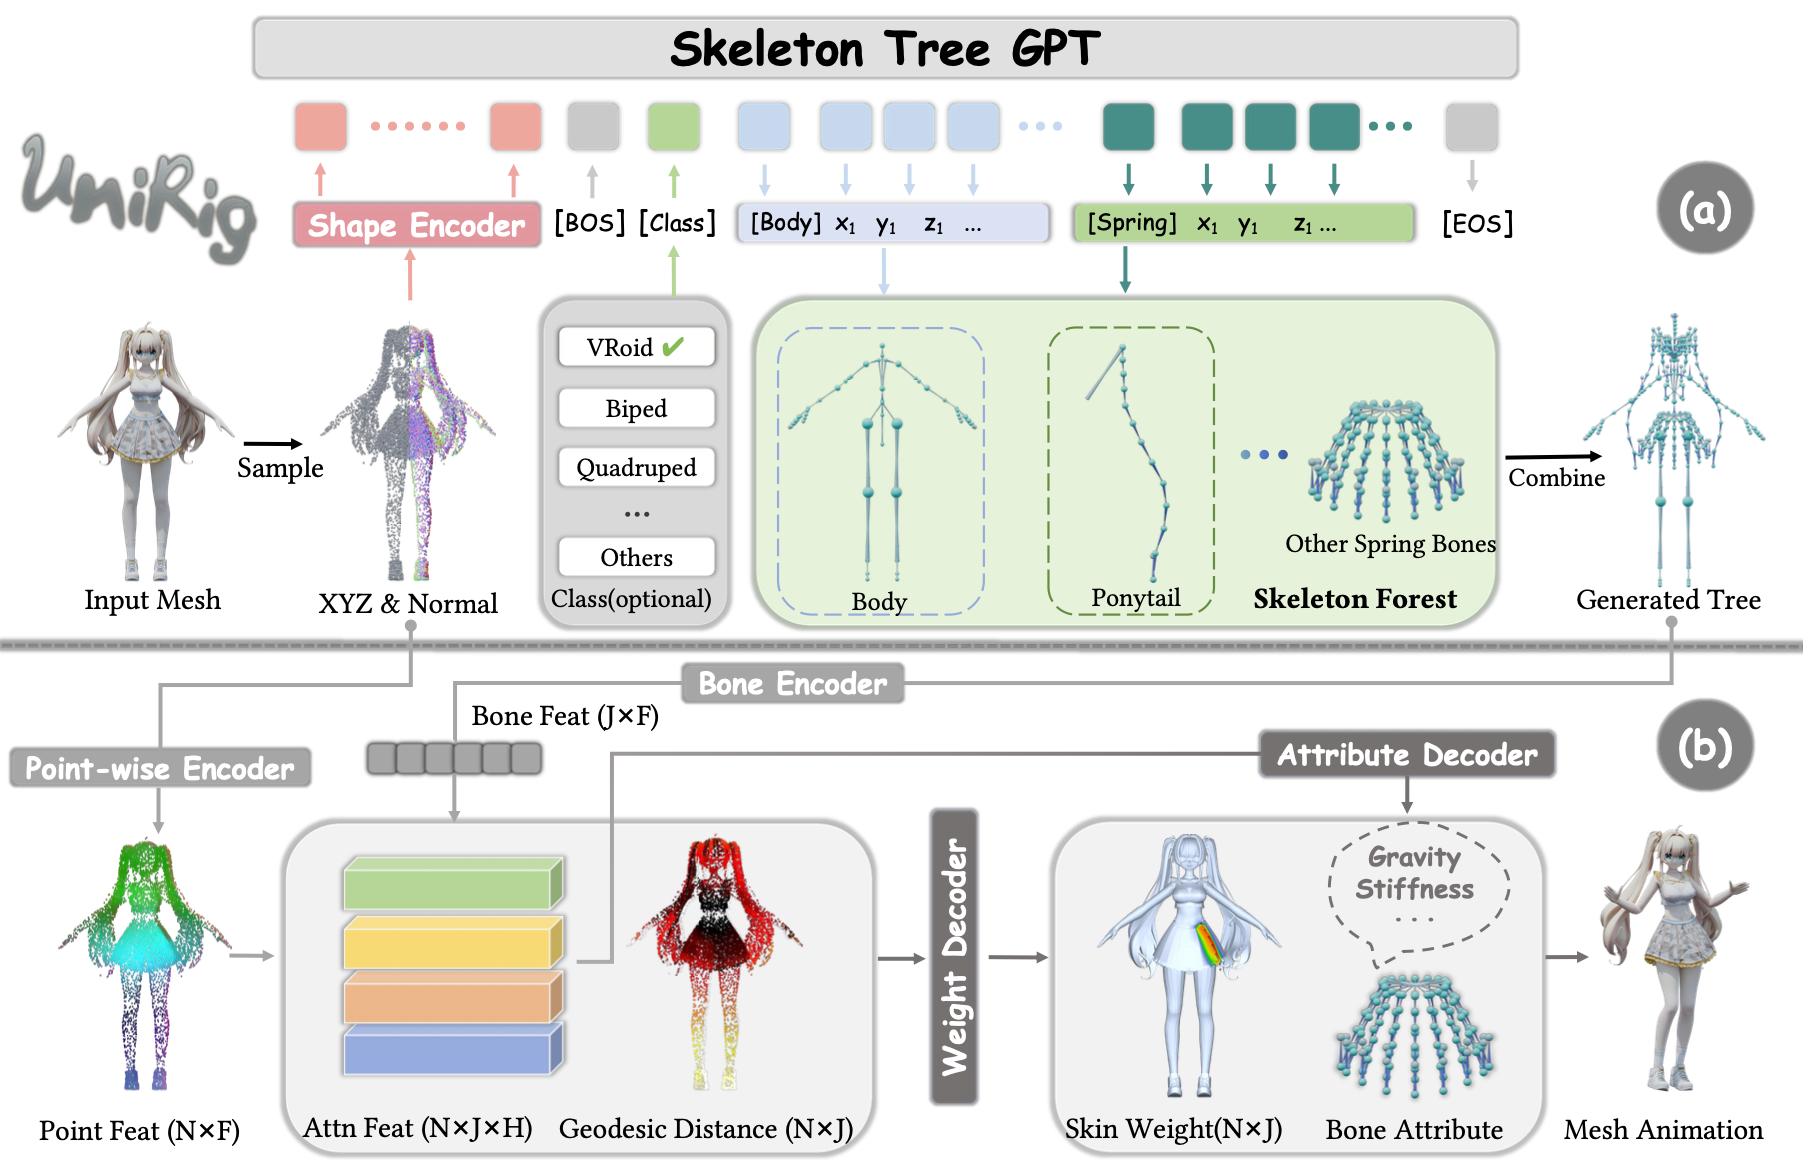 Skeleton Tree GPT
UniRig
(a)
Shape Encoder
[BOS]
[Class]
[Body] x₁ y₁ z₁ ...
[Spring] x₁ y₁ z₁ ...
[EOS]
VRoid ✔
Biped
Quadruped
...
Others
Class(optional)
Sample
Input Mesh
XYZ & Normal
Body
Ponytail
Other Spring Bones
Skeleton Forest
Combine
Generated Tree
Bone Encoder
Bone Feat (J×F)
(b)
Point-wise Encoder
Attribute Decoder
Weight Decoder
Gravity
Stiffness
...
Point Feat (N×F)
Attn Feat (N×J×H)
Geodesic Distance (N×J)
Skin Weight(N×J)
Bone Attribute
Mesh Animation